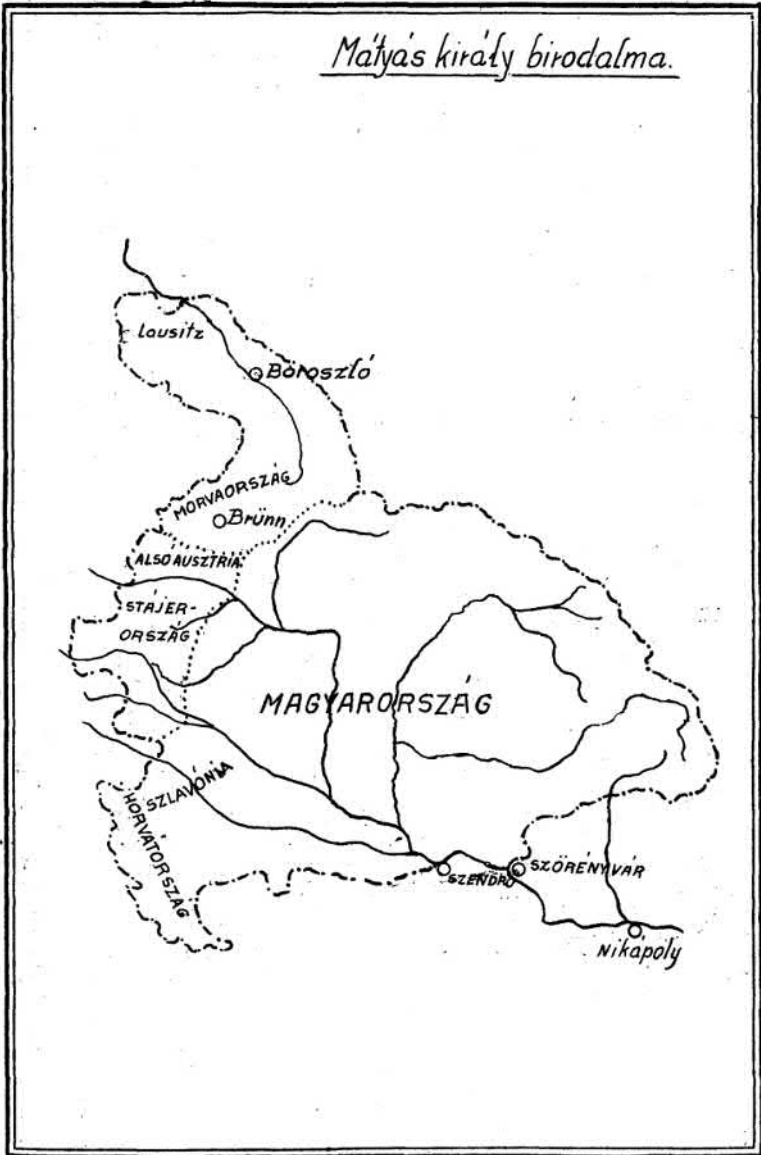 Mátyás király birodalma.
Lausitz
Boroszló
MORVAORSZÁG
Brünn
ALSÓAUSZTRIA
STAJER-
ORSZÁG
MAGYARORSZÁG
SZLAVÓNIA
HORVÁTORSZÁG
SZENDRŐ
SZÖRÉNYVÁR
Nikápoly